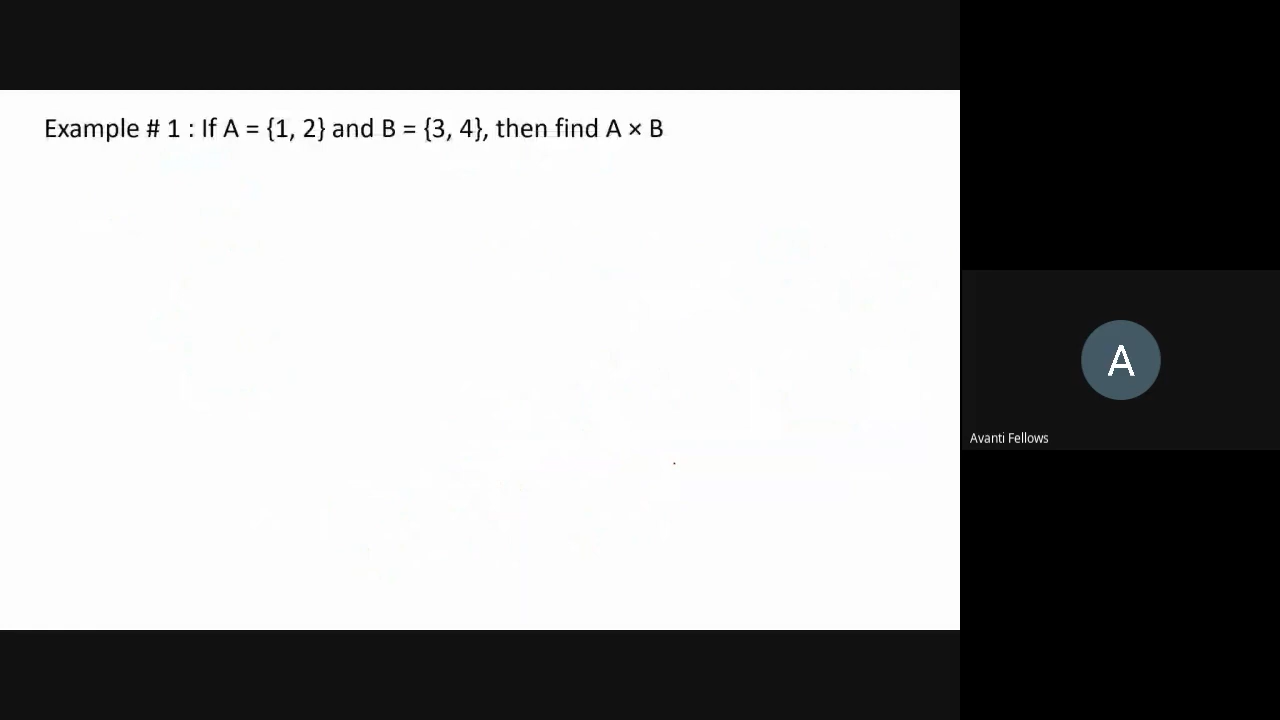 Example # 1 : If A = {1, 2} and B = {3, 4}, then find A × B
A
Avanti Fellows